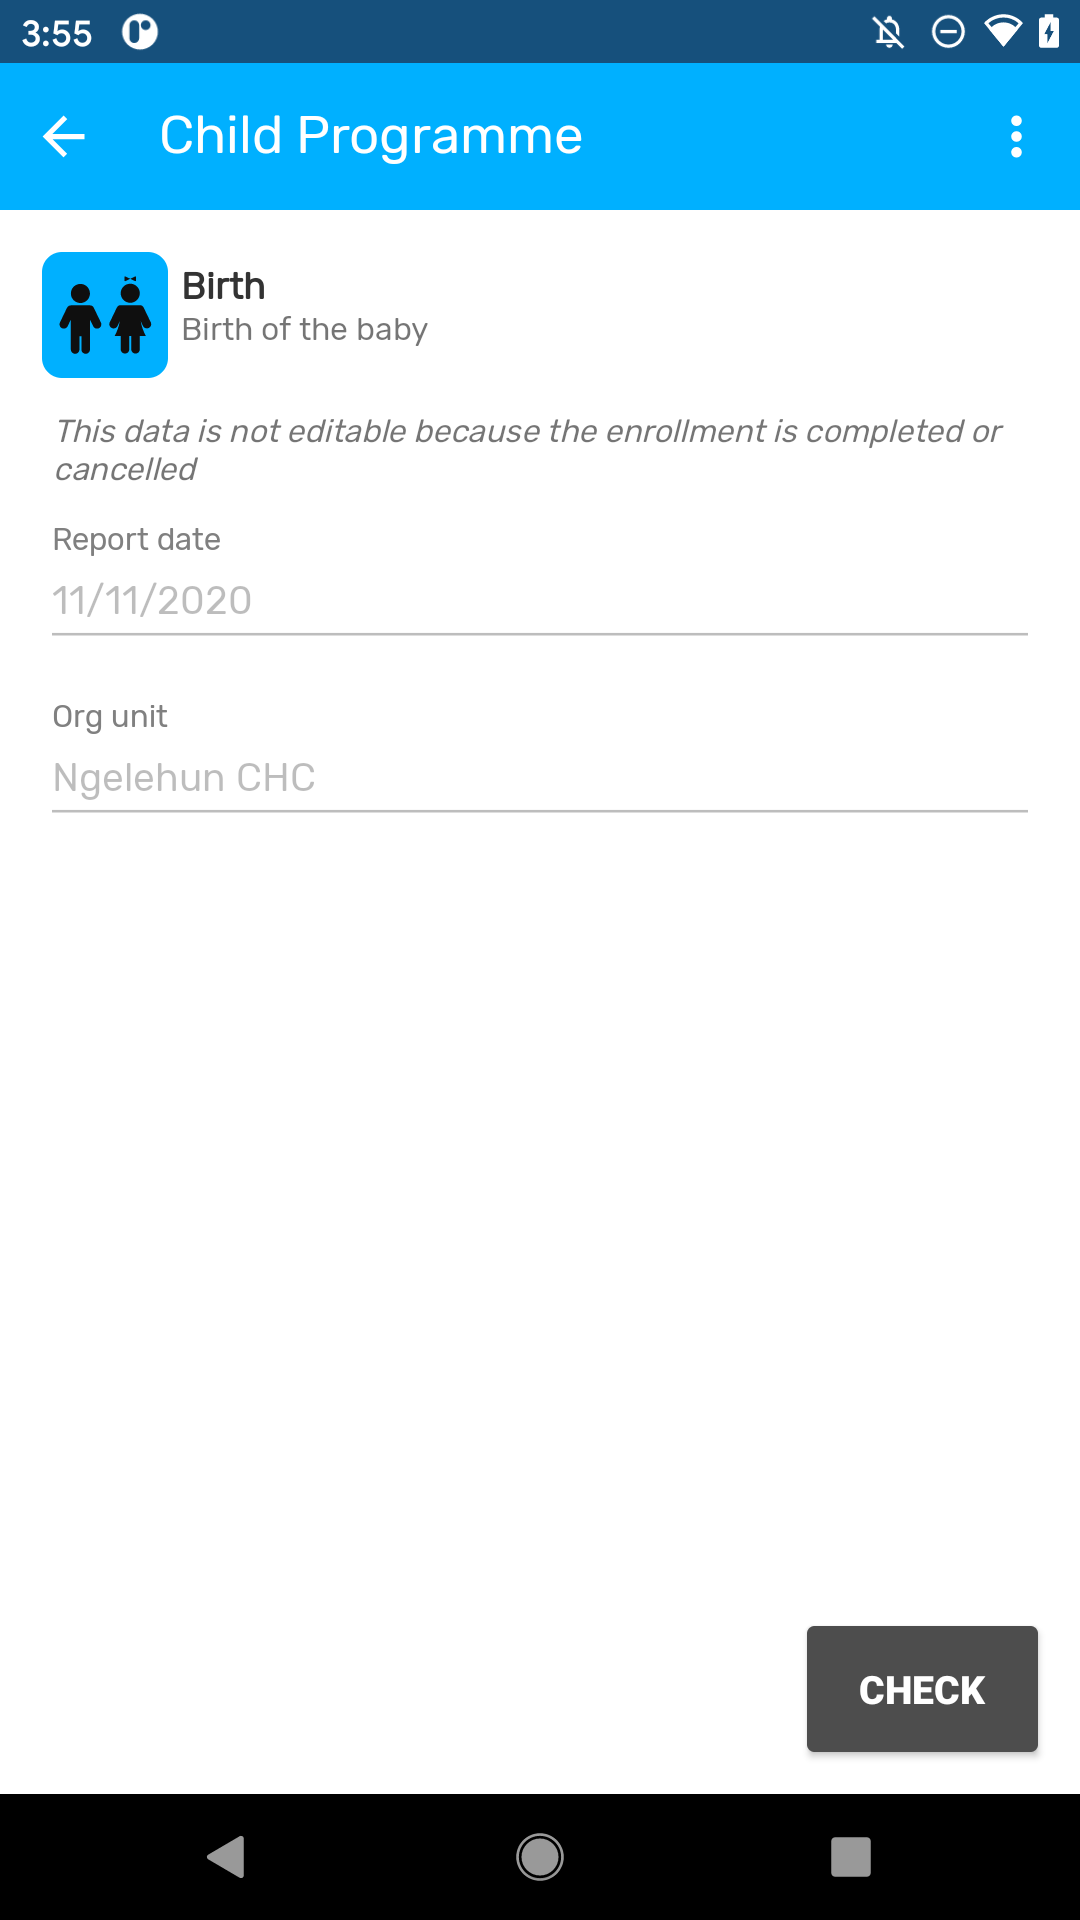 3:55
Child Programme
Birth
Birth of the baby
This data is not editable because the enrollment is completed or
cancelled
Report date
11/11/2020
Org unit
Ngelehun CHC
CHECK